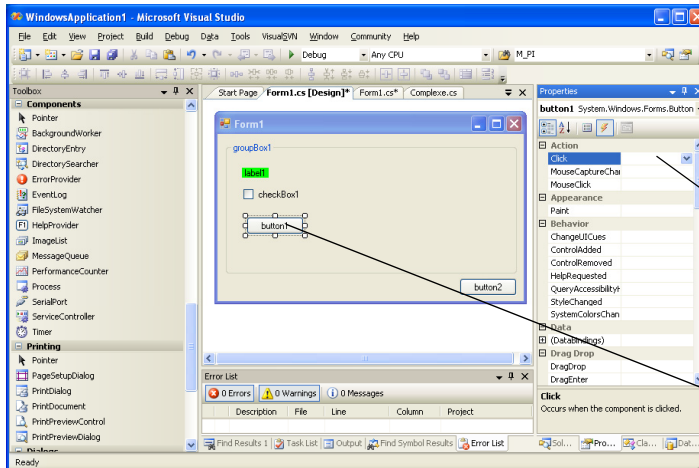 WindowsApplication1 - Microsoft Visual Studio
File Edit View Project Build Debug Data Tools VisualSVN Window Community Help
Debug Any CPU M_PI
Toolbox
Components
Pointer
BackgroundWorker
DirectoryEntry
DirectorySearcher
ErrorProvider
EventLog
FileSystemWatcher
HelpProvider
ImageList
MessageQueue
PerformanceCounter
Process
SerialPort
ServiceController
Timer
Printing
Pointer
PageSetupDialog
PrintDialog
PrintDocument
PrintPreviewControl
PrintPreviewDialog
Dialogs
Start Page Form1.cs [Design]* Form1.cs* Complexe.cs
Form1
groupBox1
label1
checkBox1
button1
button2
Error List
0 Errors 0 Warnings 0 Messages
Description File Line Column Project
Find Results 1 Task List Output Find Symbol Results Error List
Properties
button1 System.Windows.Forms.Button
Action
Click
MouseCaptureChar
MouseClick
Appearance
Paint
Behavior
ChangeUICues
ControlAdded
ControlRemoved
HelpRequested
QueryAccessibilityH
StyleChanged
SystemColorsChan
Data
(DataBindings)
Drag Drop
DragDrop
DragEnter
Click
Occurs when the component is clicked.
Sol... Pro... Cla... Dat...
Ready